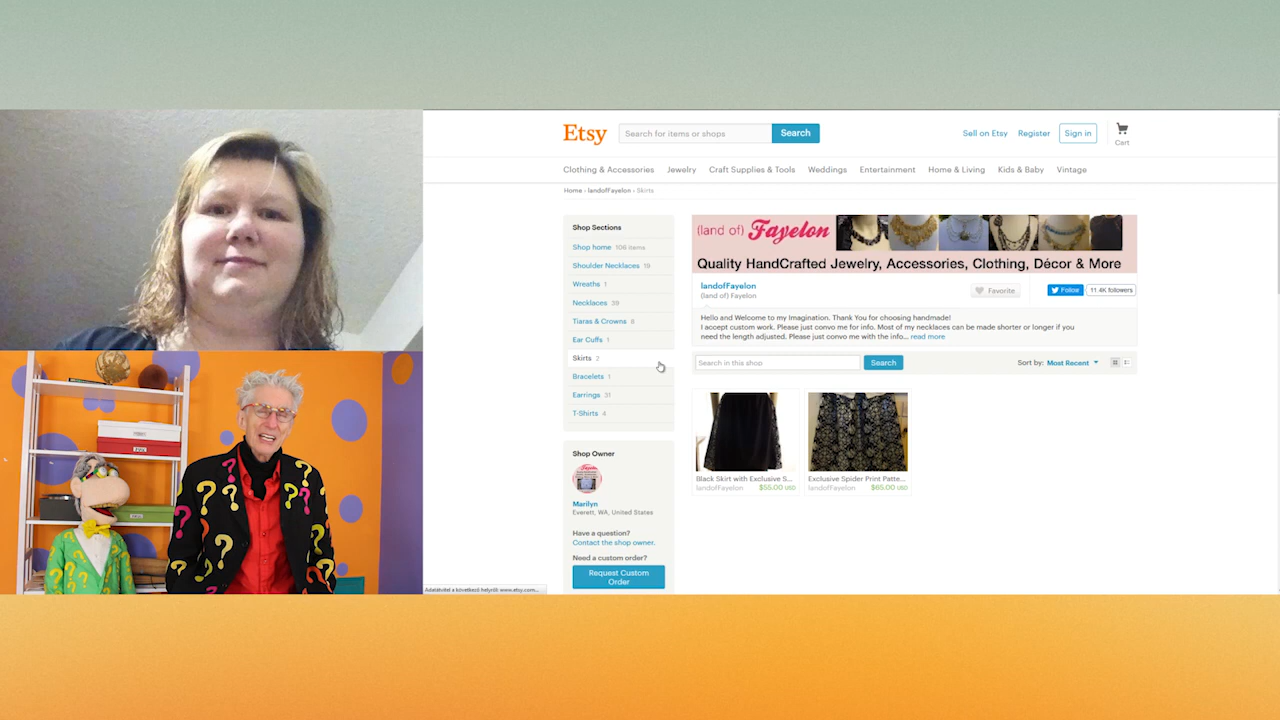 Etsy
Search for items or shops
Search
Sell on Etsy
Register
Sign in
Cart
Clothing & Accessories
Jewelry
Craft Supplies & Tools
Weddings
Entertainment
Home & Living
Kids & Baby
Vintage
Home › landofFayelon › Skirts
Shop Sections
Shop home 106 items
Shoulder Necklaces 19
Wreaths 1
Necklaces 39
Tiaras & Crowns 8
Ear Cuffs 1
Skirts 2
Bracelets 1
Earrings 31
T-Shirts 4
Shop Owner
Marilyn
Everett, WA, United States
Have a question?
Contact the shop owner.
Need a custom order?
Request Custom
Order
(land of) Fayelon
Quality HandCrafted Jewelry, Accessories, Clothing, Décor & More
landofFayelon
(land of) Fayelon
Favorite
Follow
11.4K followers
Hello and Welcome to my Imagination. Thank You for choosing handmade!
I accept custom work. Please just convo me for info. Most of my necklaces can be made shorter or longer if you
need the length adjusted. Please just convo me with the info... read more
Search in this shop
Search
Sort by: Most Recent
Black Skirt with Exclusive S...
landofFayelon $55.00 USD
Exclusive Spider Print Patte...
landofFayelon $65.00 USD
Adatátvitel a következő helyről: www.etsy.com...